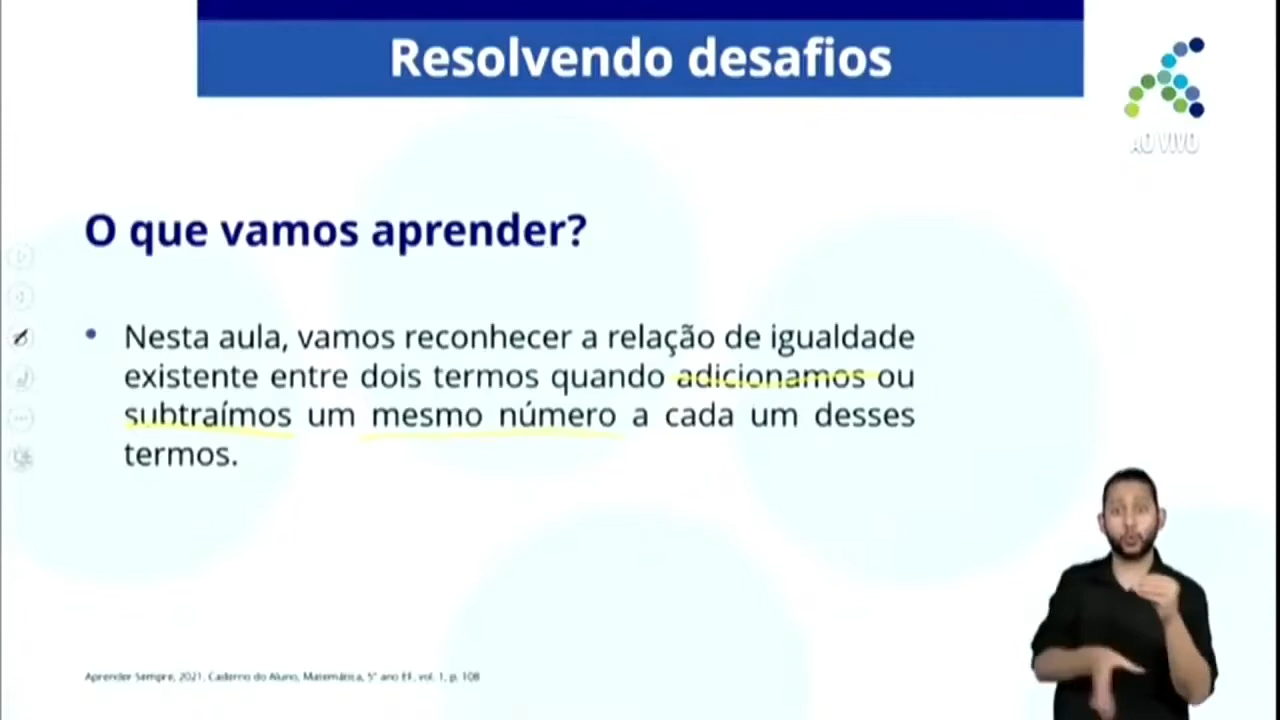 Resolvendo desafios
AO VIVO
O que vamos aprender?
• Nesta aula, vamos reconhecer a relação de igualdade
existente entre dois termos quando adicionamos ou
subtraímos um mesmo número a cada um desses
termos.
Aprender Sempre, 2021, Caderno do Aluno, Matemática, 5º ano EF, vol. 1, p. 108